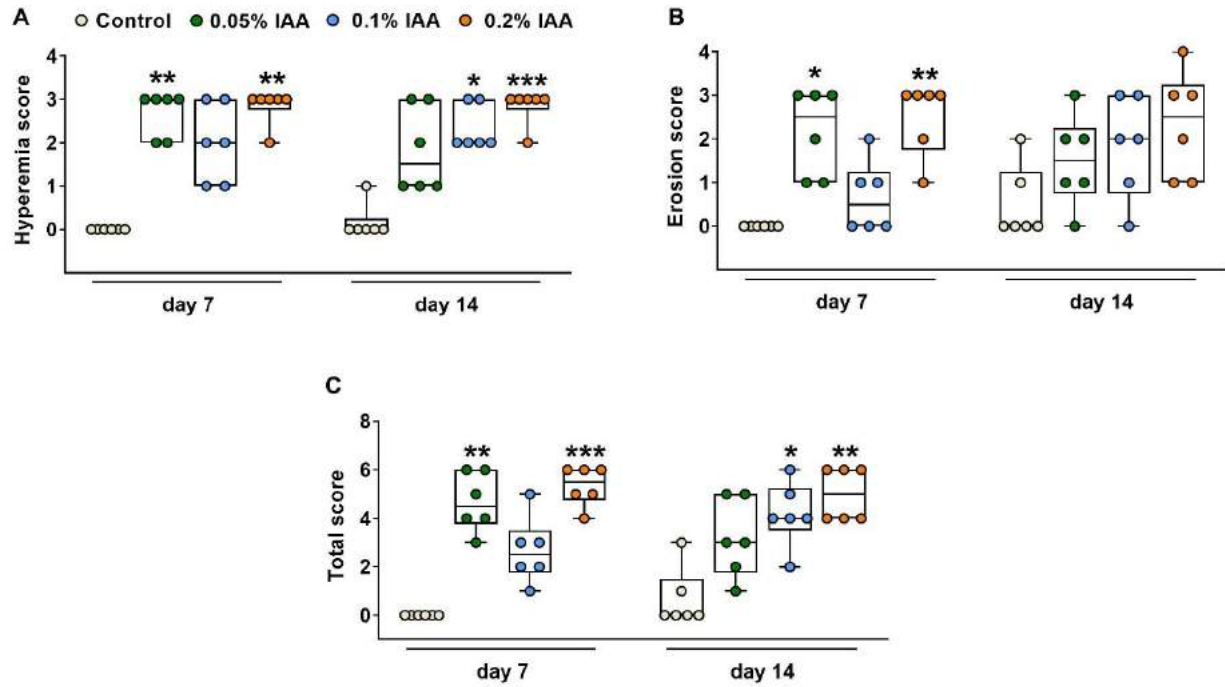 A
Control
0.05% IAA
0.1% IAA
0.2% IAA
Hyperemia score
4
3
2
1
0
**
**
*
***
day 7
day 14
B
Erosion score
4
3
2
1
0
*
**
day 7
day 14
C
Total score
8
6
4
2
0
**
***
*
**
day 7
day 14